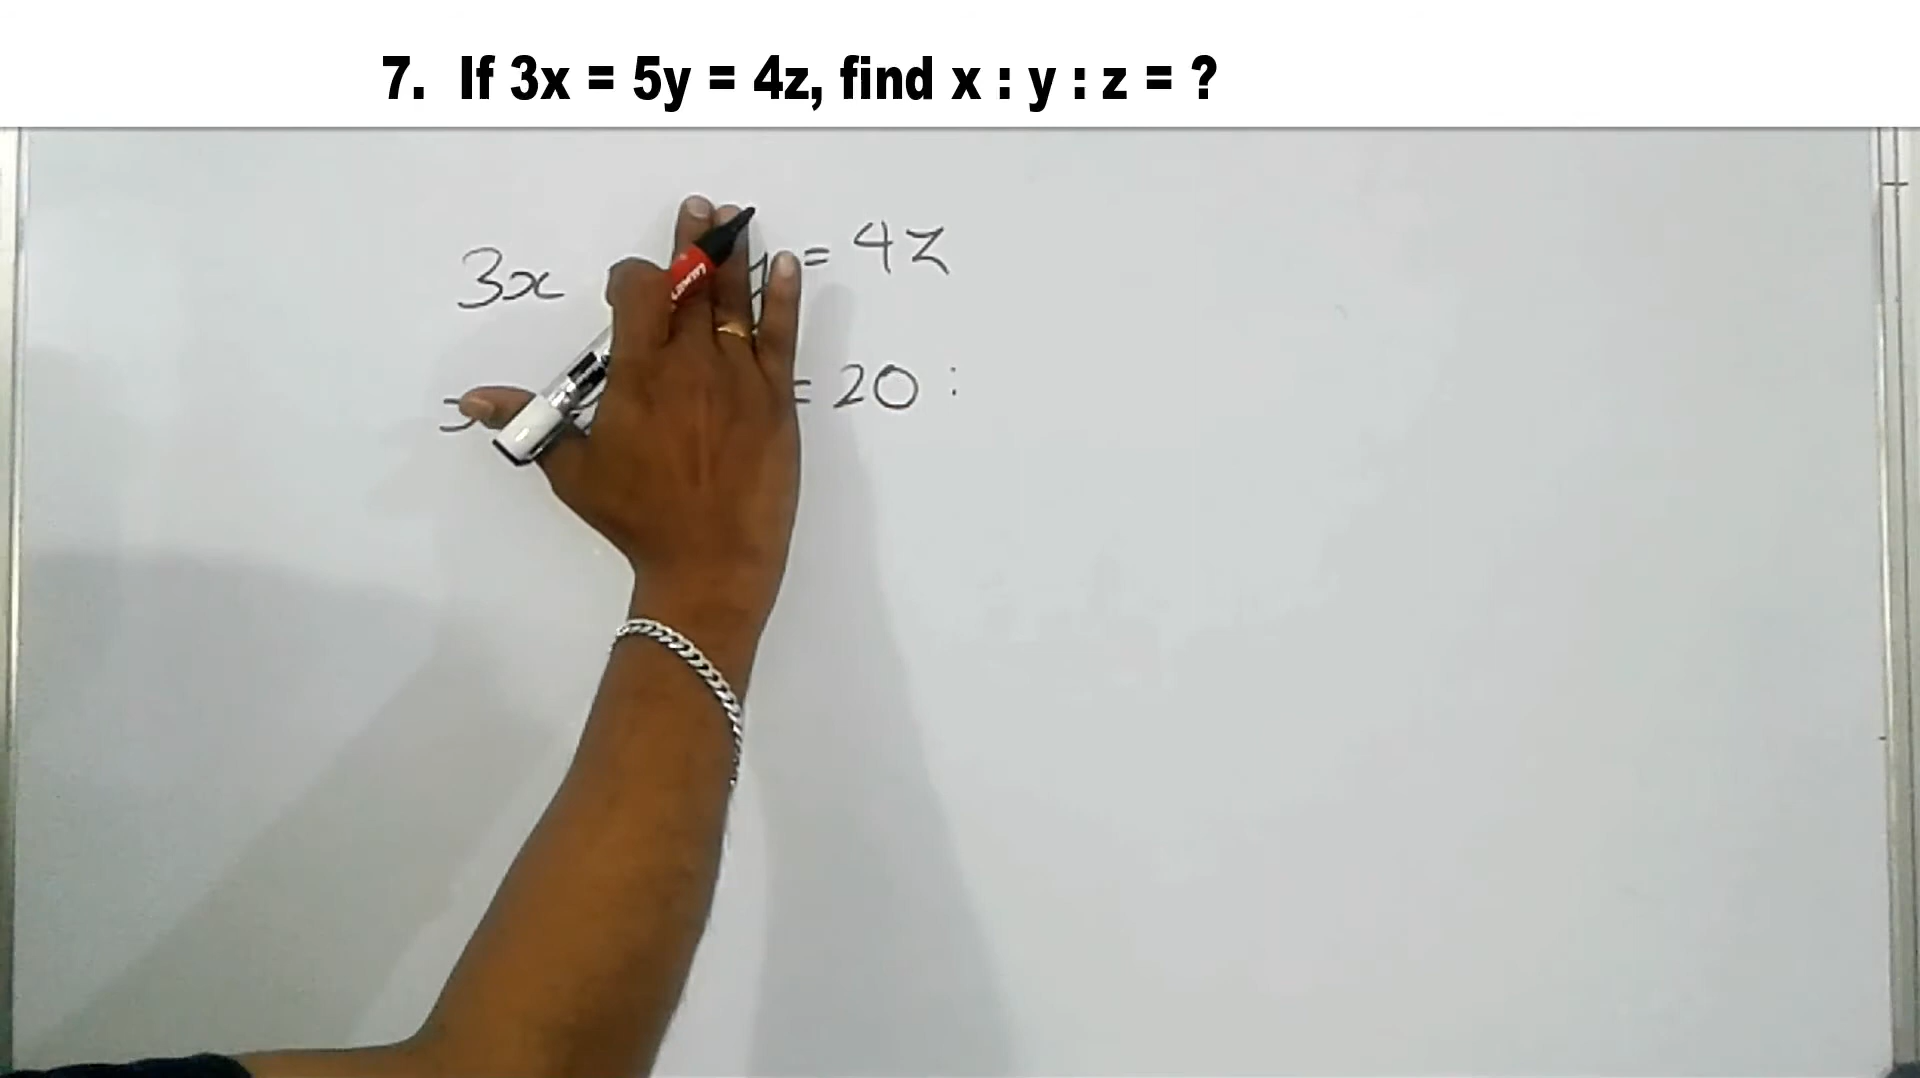 7. If 3x = 5y = 4z, find x : y : z = ?
3x y = 4z
= 20 :